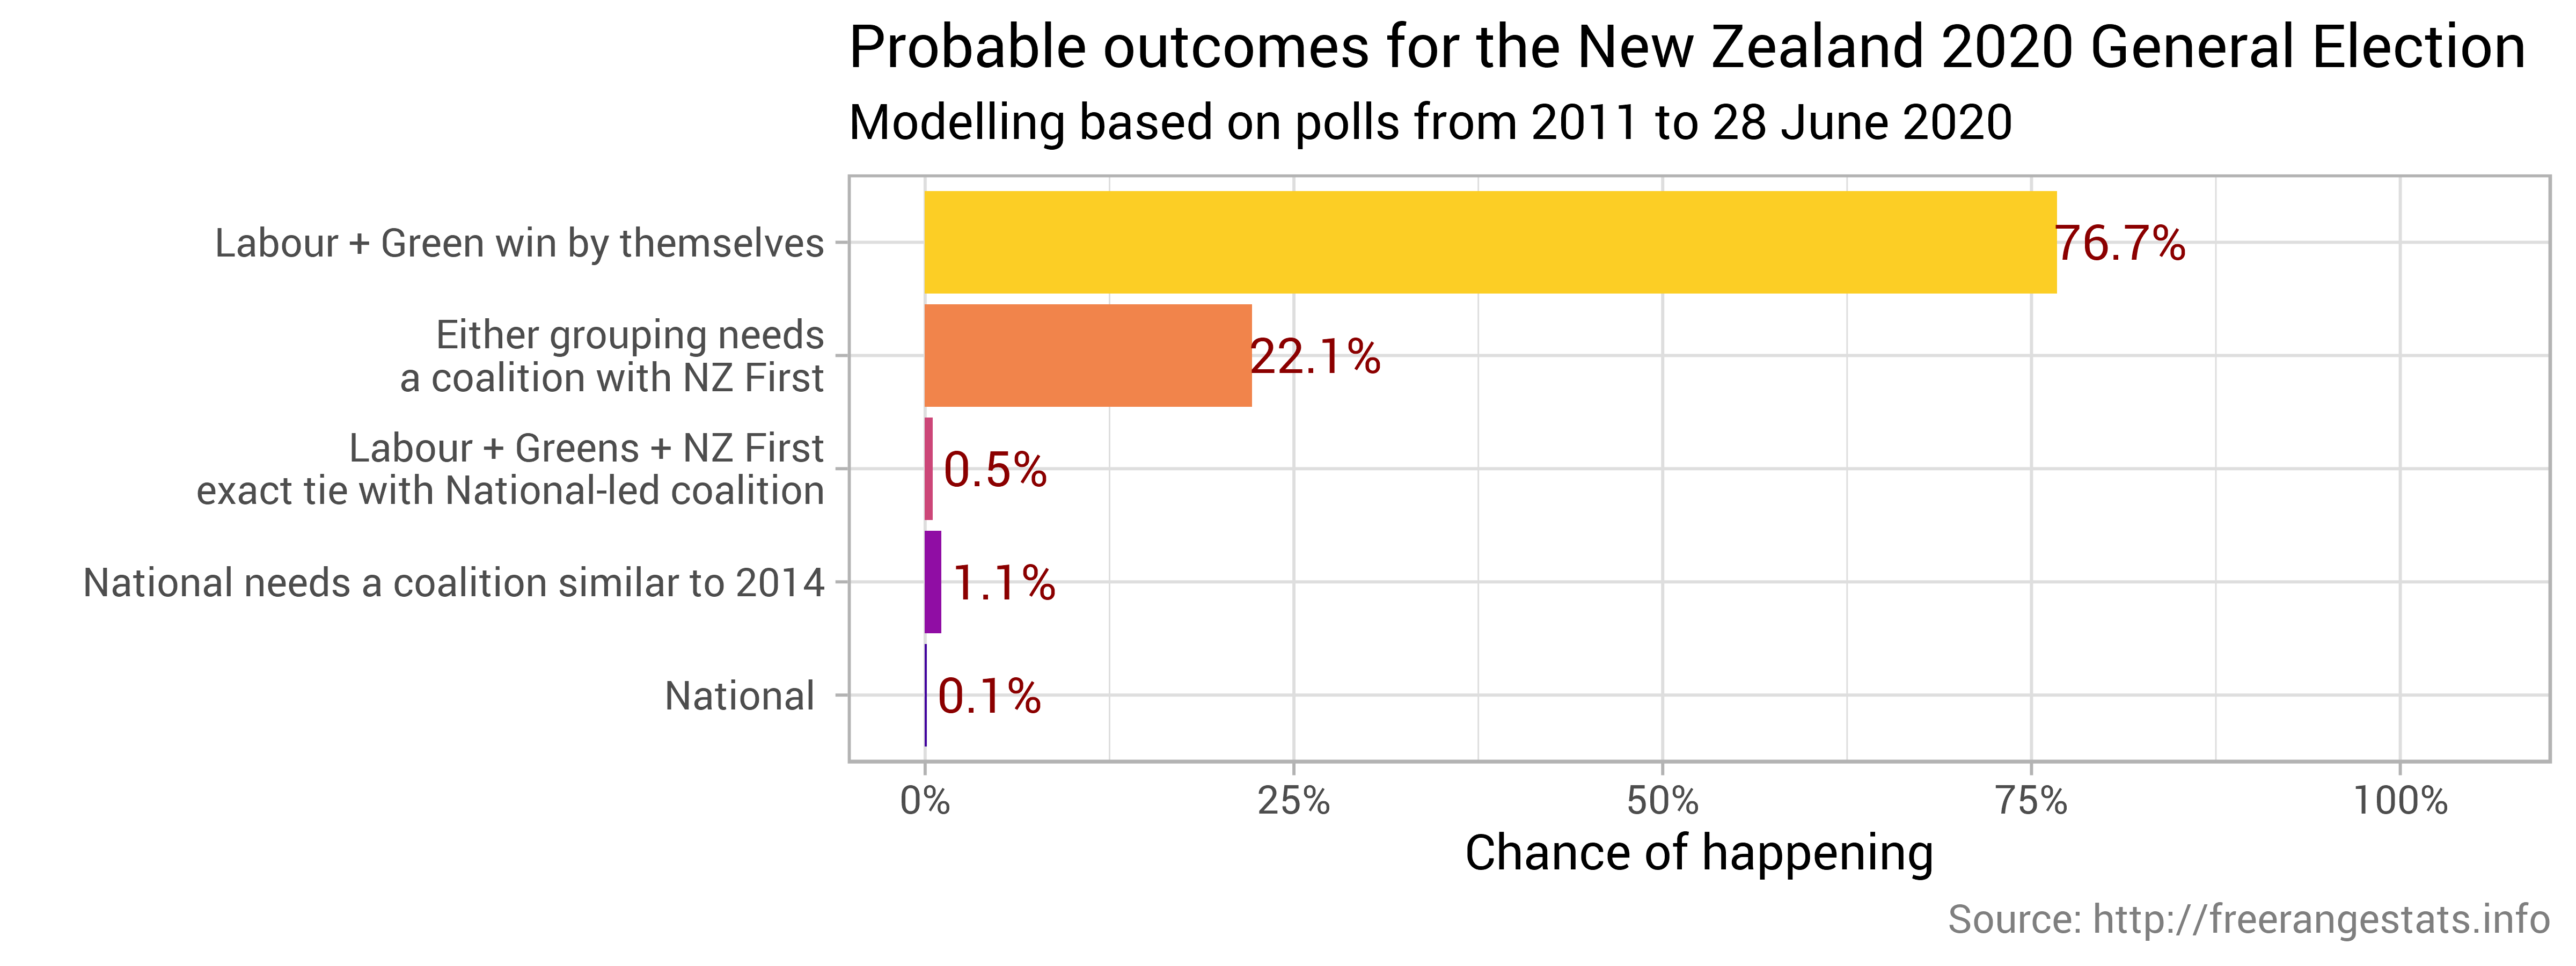 Probable outcomes for the New Zealand 2020 General Election
Modelling based on polls from 2011 to 28 June 2020
Labour + Green win by themselves
76.7%
Either grouping needs
a coalition with NZ First
22.1%
Labour + Greens + NZ First
exact tie with National-led coalition
0.5%
National needs a coalition similar to 2014
1.1%
National
0.1%
0%
25%
50%
75%
100%
Chance of happening
Source: http://freerangestats.info